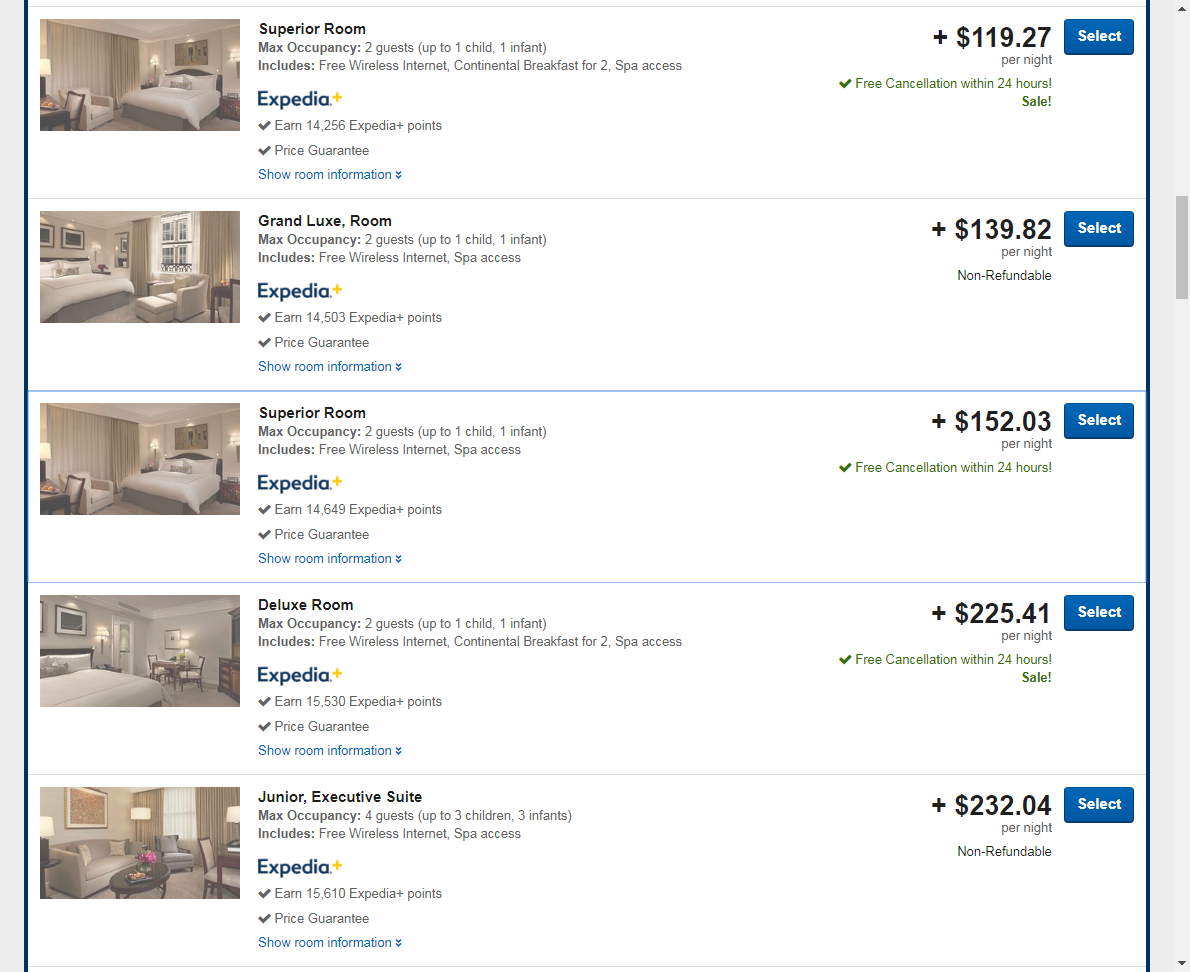 Superior Room
Max Occupancy: 2 guests (up to 1 child, 1 infant)
Includes: Free Wireless Internet, Continental Breakfast for 2, Spa access
Expedia+
Earn 14,256 Expedia+ points
Price Guarantee
Show room information
+ $119.27
per night
Free Cancellation within 24 hours!
Sale!
Select
Grand Luxe, Room
Max Occupancy: 2 guests (up to 1 child, 1 infant)
Includes: Free Wireless Internet, Spa access
Expedia+
Earn 14,503 Expedia+ points
Price Guarantee
Show room information
+ $139.82
per night
Non-Refundable
Select
Superior Room
Max Occupancy: 2 guests (up to 1 child, 1 infant)
Includes: Free Wireless Internet, Spa access
Expedia+
Earn 14,649 Expedia+ points
Price Guarantee
Show room information
+ $152.03
per night
Free Cancellation within 24 hours!
Select
Deluxe Room
Max Occupancy: 2 guests (up to 1 child, 1 infant)
Includes: Free Wireless Internet, Continental Breakfast for 2, Spa access
Expedia+
Earn 15,530 Expedia+ points
Price Guarantee
Show room information
+ $225.41
per night
Free Cancellation within 24 hours!
Sale!
Select
Junior, Executive Suite
Max Occupancy: 4 guests (up to 3 children, 3 infants)
Includes: Free Wireless Internet, Spa access
Expedia+
Earn 15,610 Expedia+ points
Price Guarantee
Show room information
+ $232.04
per night
Non-Refundable
Select